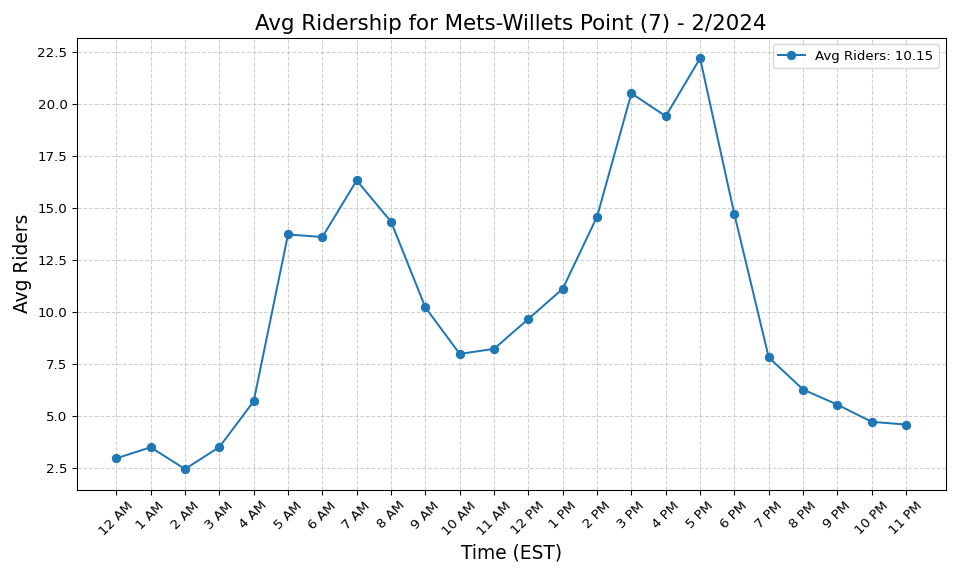 Avg Ridership for Mets-Willets Point (7) - 2/2024
Avg Riders: 10.15
Avg Riders
22.5
20.0
17.5
15.0
12.5
10.0
7.5
5.0
2.5
12 AM
1 AM
2 AM
3 AM
4 AM
5 AM
6 AM
7 AM
8 AM
9 AM
10 AM
11 AM
12 PM
1 PM
2 PM
3 PM
4 PM
5 PM
6 PM
7 PM
8 PM
9 PM
10 PM
11 PM
Time (EST)